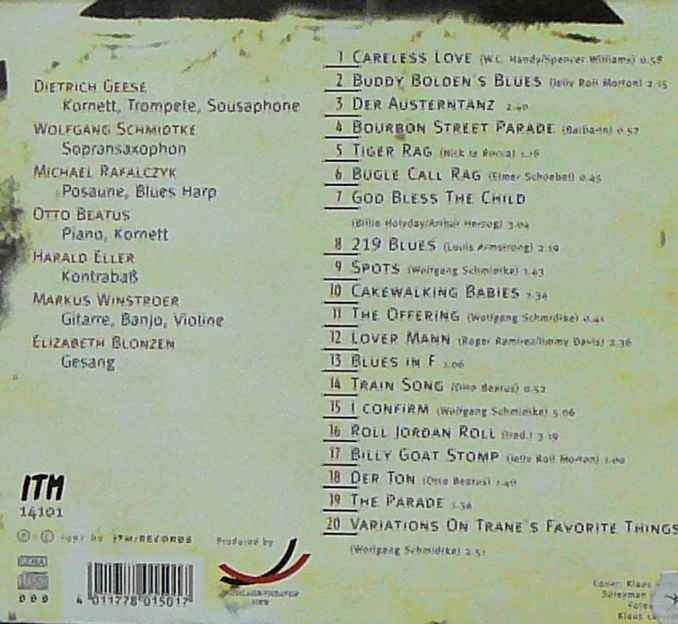 DIETRICH GEESE
Kornett, Trompete, Sousaphone
WOLFGANG SCHMIDTKE
Sopransaxophon
MICHAEL RAFALCZYK
Posaune, Blues Harp
OTTO BEATUS
Piano, Kornett
HARALD ELLER
Kontrabaß
MARKUS WINSTROER
Gitarre, Banjo, Violine
ELIZABETH BLONZEN
Gesang
1 CARELESS LOVE (W.C. Handy/Spencer Williams) 0.58
2 BUDDY BOLDEN'S BLUES (Jelly Roll Morton) 2.15
3 DER AUSTERNTANZ 2.40
4 BOURBON STREET PARADE (Barbarin) 0.57
5 TIGER RAG (Nick la Rocca)
6 BUGLE CALL RAG (Elmer Schoebel) 0.45
7 GOD BLESS THE CHILD
(Billie Holyday/Arthur Herzog) 3.04
8 219 BLUES (Louis Armstrong) 2.19
9 SPOTS (Wolfgang Schmidtke) 1.43
10 CAKEWALKING BABIES
11 THE OFFERING (Wolfgang Schmidtke) 0.41
12 LOVER MANN (Roger Ramirez/Jimmy Davis) 2.36
13 BLUES IN F
14 TRAIN SONG (Otto Beatus) 0.52
15 I CONFIRM (Wolfgang Schmidtke) 5.06
16 ROLL JORDAN ROLL (trad.) 3.19
17 BILLY GOAT STOMP (Jelly Roll Morton)
18 DER TON (Otto Beatus)
19 THE PARADE
20 VARIATIONS ON TRANE'S FAVORITE THINGS
(Wolfgang Schmidtke) 2.51
ITM
14101
by ITM/RECORDS
Produced by
4 011778 015017
Cover: Klaus
Klaus